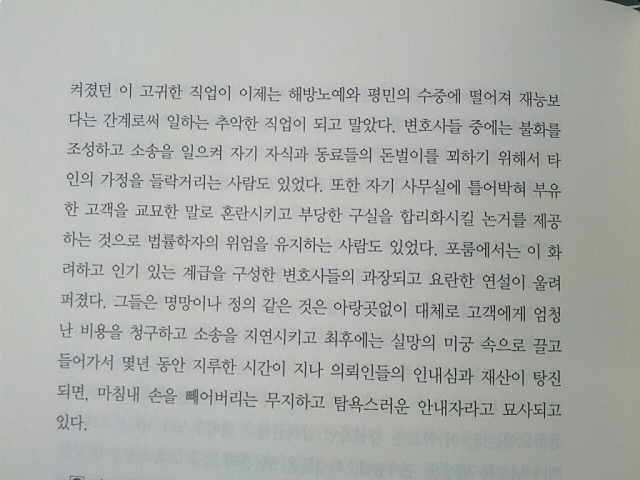 켜졌던 이 고귀한 직업이 이제는 해방노예와 평민의 수중에 떨어져 재능보
다는 간계로써 일하는 추악한 직업이 되고 말았다. 변호사들 중에는 불화를
조성하고 소송을 일으켜 자기 자식과 동료들의 돈벌이를 꾀하기 위해서 타
인의 가정을 들락거리는 사람도 있었다. 또한 자기 사무실에 틀어박혀 부유
한 고객을 교묘한 말로 혼란시키고 부당한 구실을 합리화시킬 논거를 제공
하는 것으로 법률학자의 위엄을 유지하는 사람도 있었다. 포룸에서는 이 화
려하고 인기 있는 계급을 구성한 변호사들의 과장되고 요란한 연설이 울려
퍼졌다. 그들은 명망이나 정의 같은 것은 아랑곳없이 대체로 고객에게 엄청
난 비용을 청구하고 소송을 지연시키고 최후에는 실망의 미궁 속으로 끌고
들어가서 몇년 동안 지루한 시간이 지나 의뢰인들의 인내심과 재산이 탕진
되면, 마침내 손을 빼어버리는 무지하고 탐욕스러운 안내자라고 묘사되고
있다.